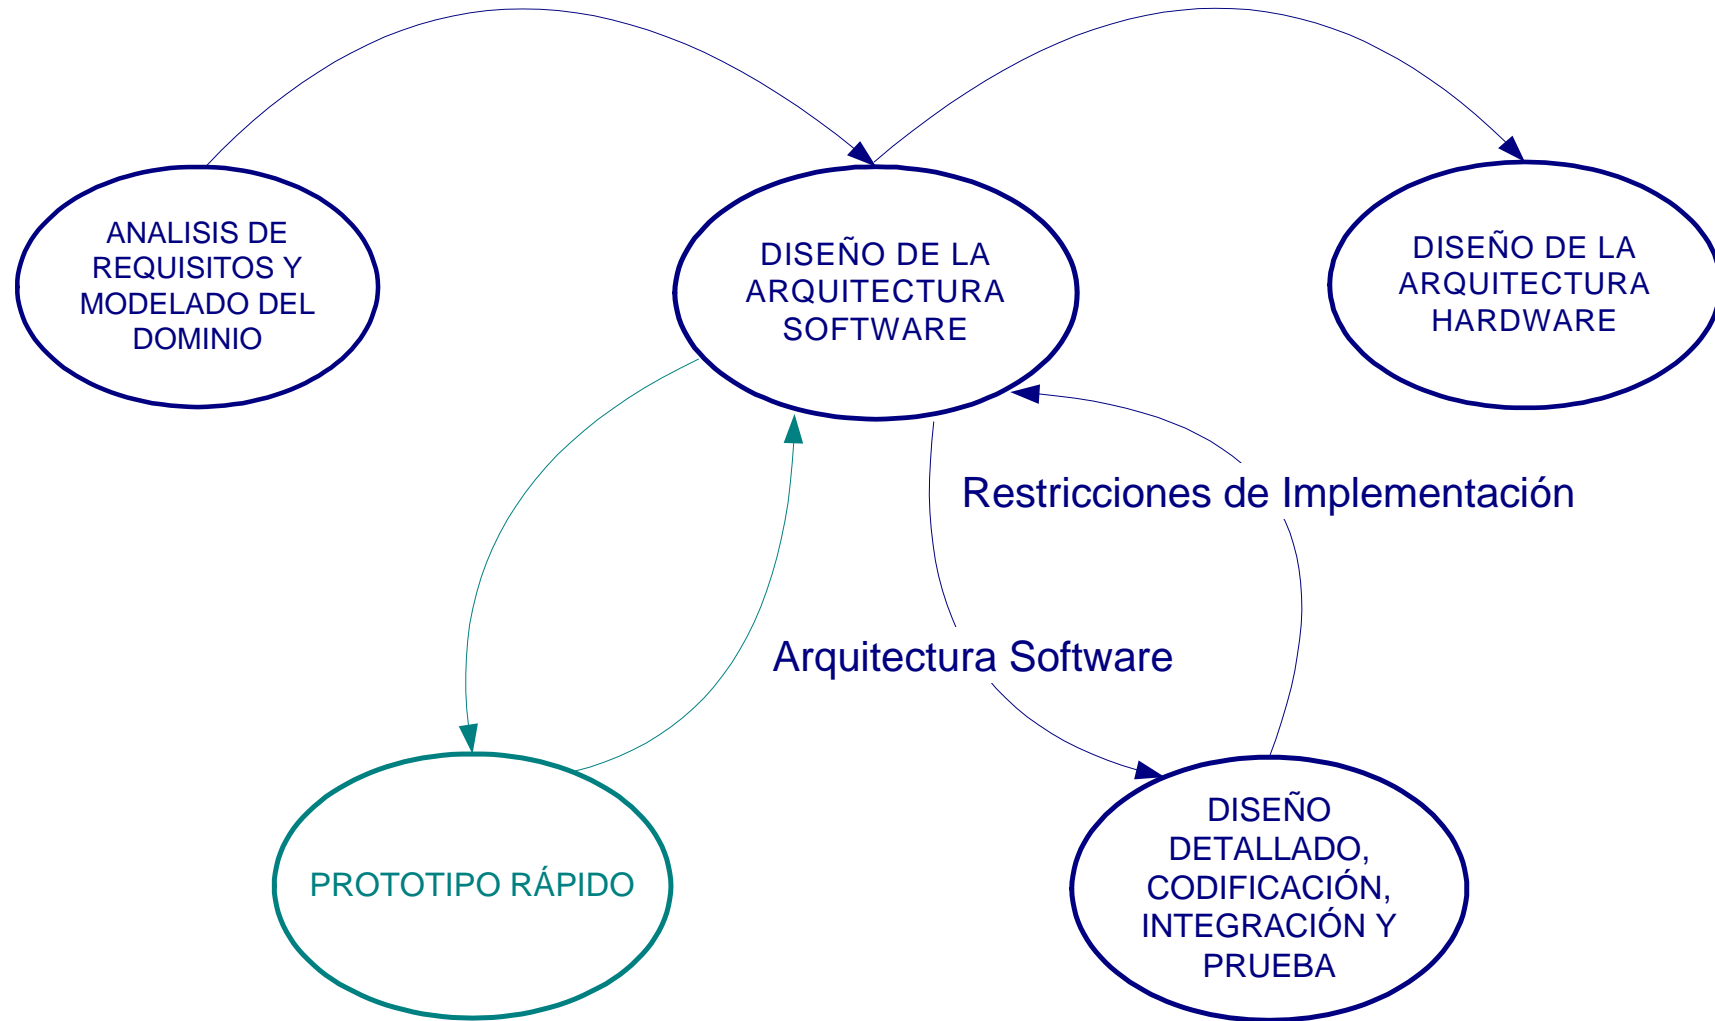 ANALISIS DE
REQUISITOS Y
MODELADO DEL
DOMINIO
DISEÑO DE LA
ARQUITECTURA
SOFTWARE
DISEÑO DE LA
ARQUITECTURA
HARDWARE
Restricciones de Implementación
Arquitectura Software
PROTOTIPO RÁPIDO
DISEÑO
DETALLADO,
CODIFICACIÓN,
INTEGRACIÓN Y
PRUEBA